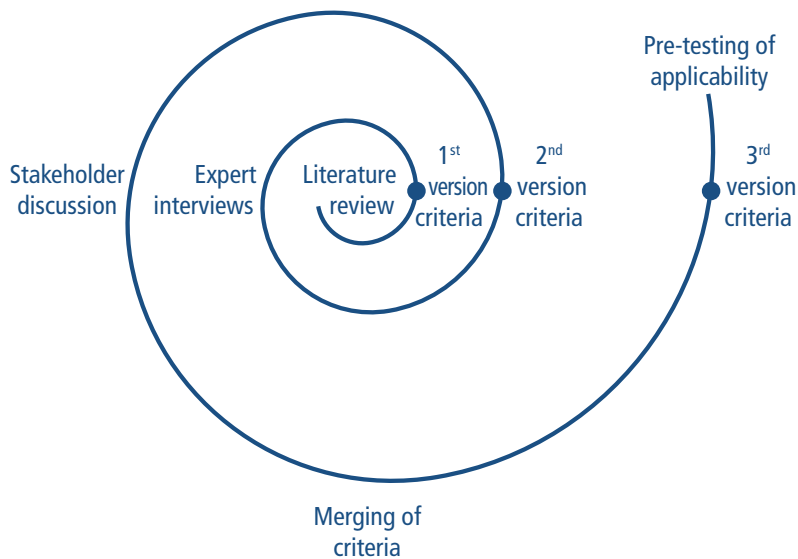 Pre-testing of
applicability
Stakeholder
discussion
Expert
interviews
Literature
review
1st
version
criteria
2nd
version
criteria
3rd
version
criteria
Merging of
criteria